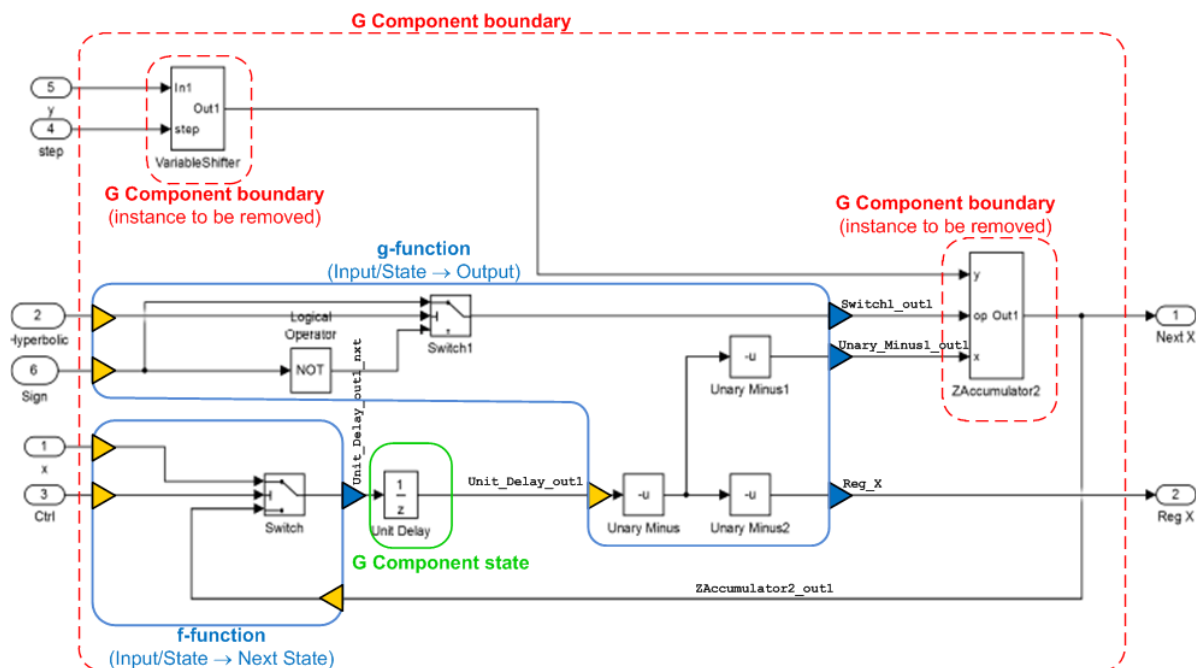 G Component boundary
5
y
4
step
In1
Out1
step
VariableShifter
G Component boundary
(instance to be removed)
G Component boundary
(instance to be removed)
g-function
(Input/State → Output)
2
Hyperbolic
6
Sign
Logical
Operator
NOT
Switch1
Switch1_out1
Unary_Minus1_out1
y
op Out1
x
ZAccumulator2
1
Next X
-u
Unary Minus1
Unit_Delay_out1_nxt
1
x
3
Ctrl
Switch
1
z
Unit Delay
G Component state
Unit_Delay_out1
-u
Unary Minus
-u
Unary Minus2
Reg_X
2
Reg X
ZAccumulator2_out1
f-function
(Input/State → Next State)